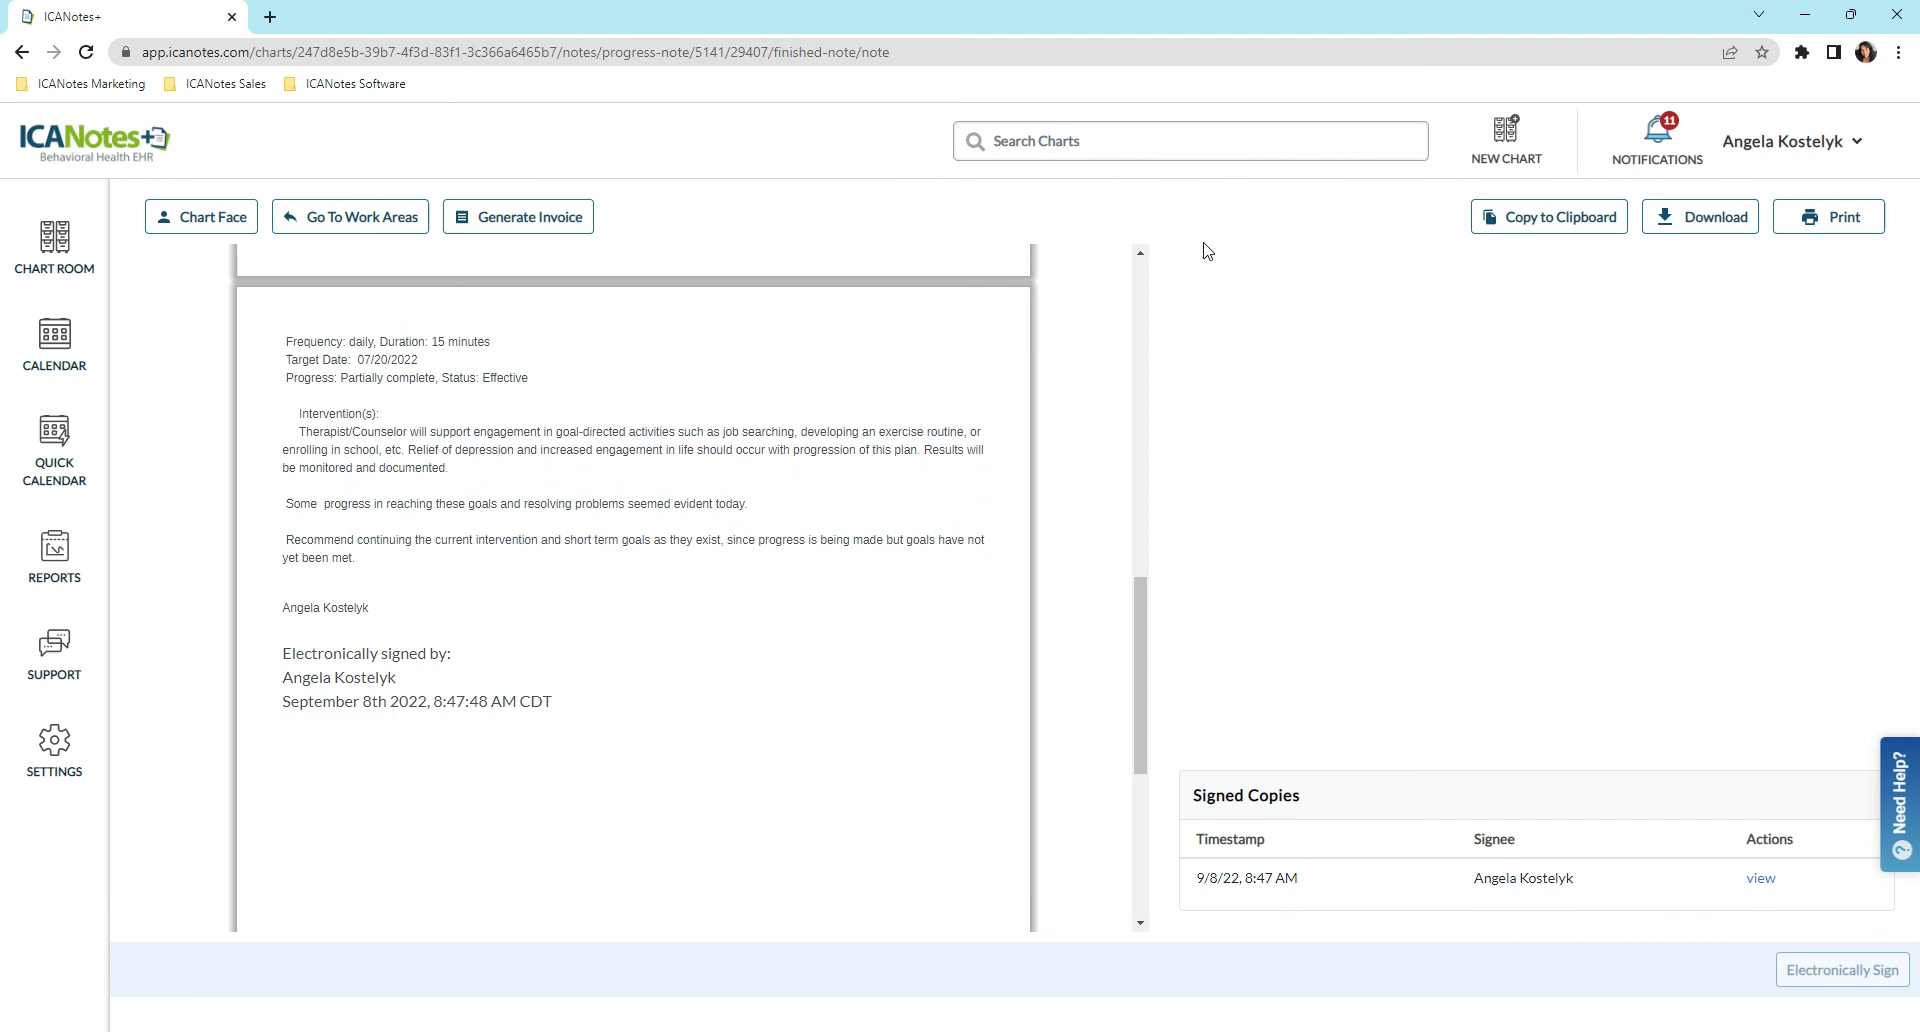 ICANotes+
app.icanotes.com/charts/247d8e5b-39b7-4f3d-83f1-3c366a6465b7/notes/progress-note/5141/29407/finished-note/note
ICANotes Marketing
ICANotes Sales
ICANotes Software
ICANotes+
Behavioral Health EHR
Search Charts
NEW CHART
11
NOTIFICATIONS
Angela Kostelyk
CHART ROOM
CALENDAR
QUICK
CALENDAR
REPORTS
SUPPORT
SETTINGS
Chart Face
Go To Work Areas
Generate Invoice
Copy to Clipboard
Download
Print
Frequency: daily, Duration: 15 minutes
Target Date: 07/20/2022
Progress: Partially complete, Status: Effective
Intervention(s):
Therapist/Counselor will support engagement in goal-directed activities such as job searching, developing an exercise routine, or
enrolling in school, etc. Relief of depression and increased engagement in life should occur with progression of this plan. Results will
be monitored and documented.
Some progress in reaching these goals and resolving problems seemed evident today.
Recommend continuing the current intervention and short term goals as they exist, since progress is being made but goals have not
yet been met.
Angela Kostelyk
Electronically signed by:
Angela Kostelyk
September 8th 2022, 8:47:48 AM CDT
Signed Copies
Timestamp
Signee
Actions
9/8/22, 8:47 AM
Angela Kostelyk
view
Need Help?
Electronically Sign